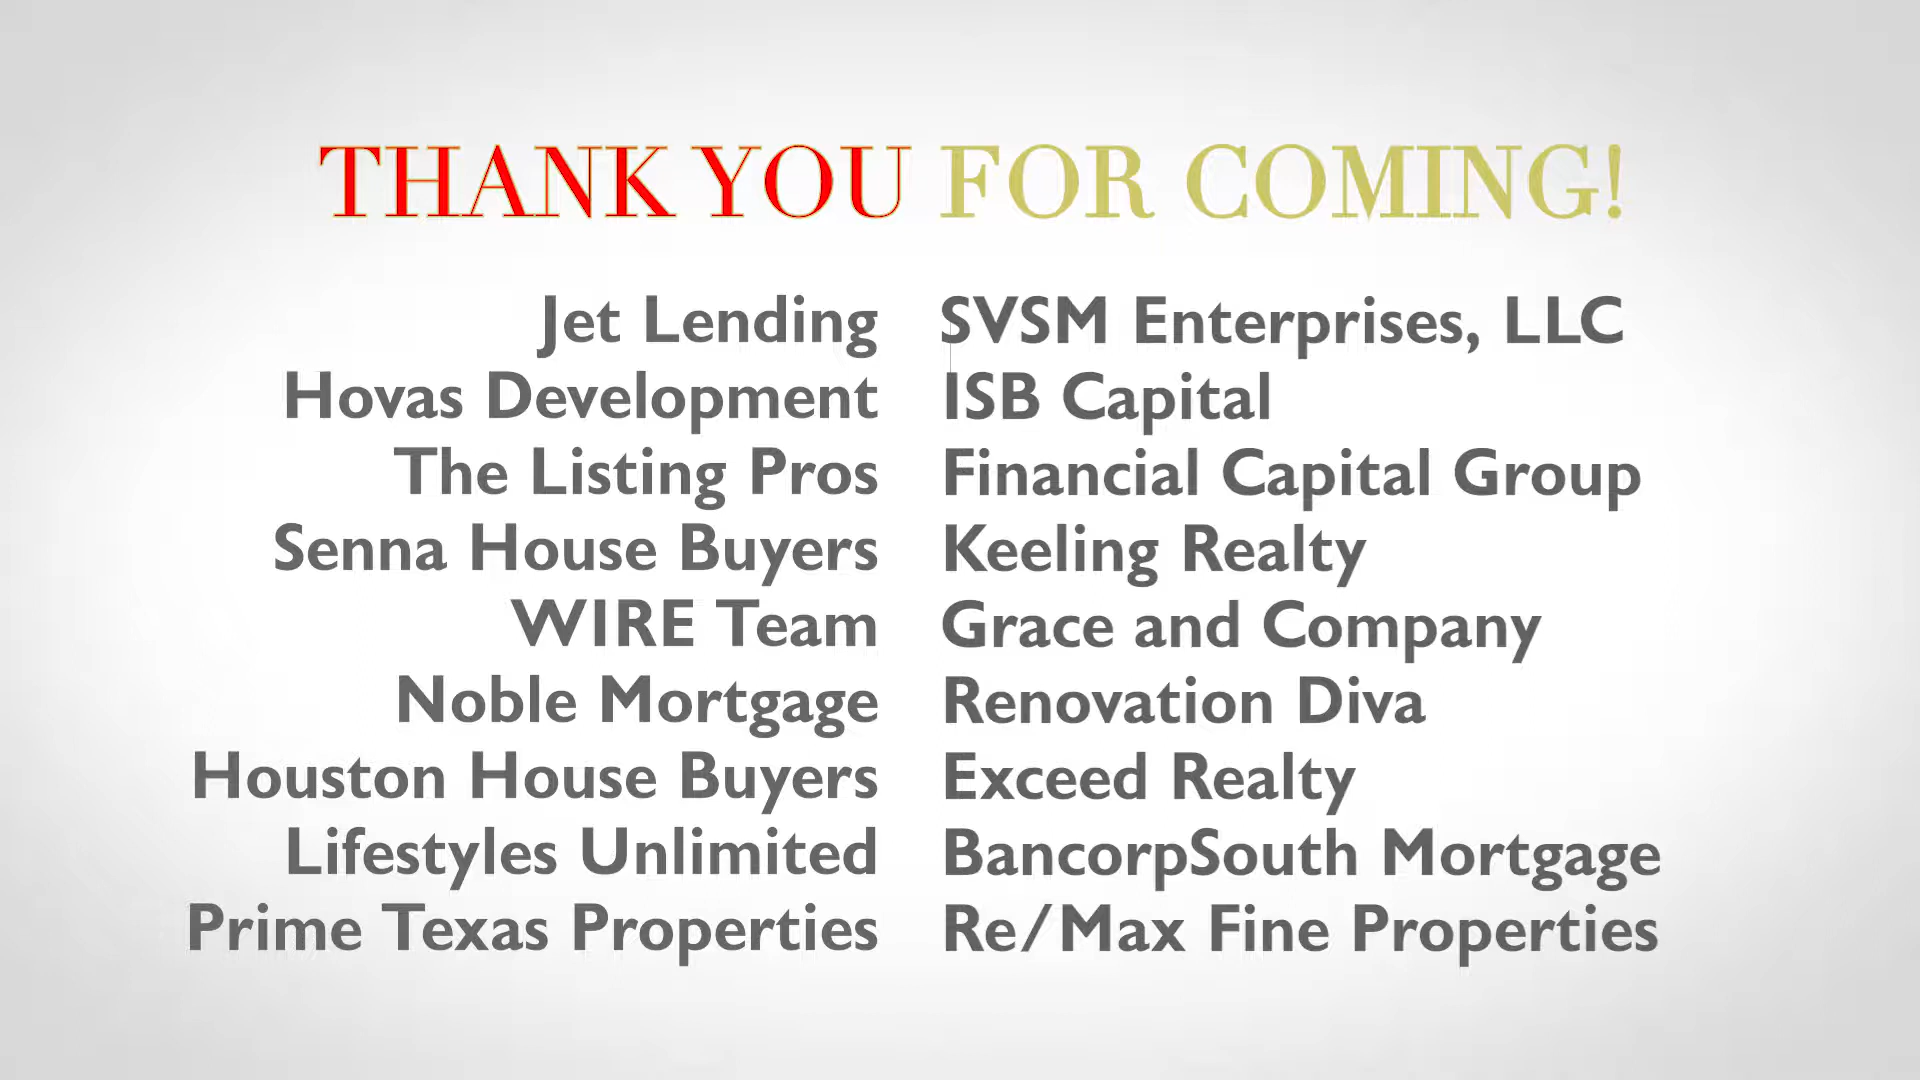 THANK YOU FOR COMING!
Jet Lending
Hovas Development
The Listing Pros
Senna House Buyers
WIRE Team
Noble Mortgage
Houston House Buyers
Lifestyles Unlimited
Prime Texas Properties
SVSM Enterprises, LLC
ISB Capital
Financial Capital Group
Keeling Realty
Grace and Company
Renovation Diva
Exceed Realty
BancorpSouth Mortgage
Re/Max Fine Properties